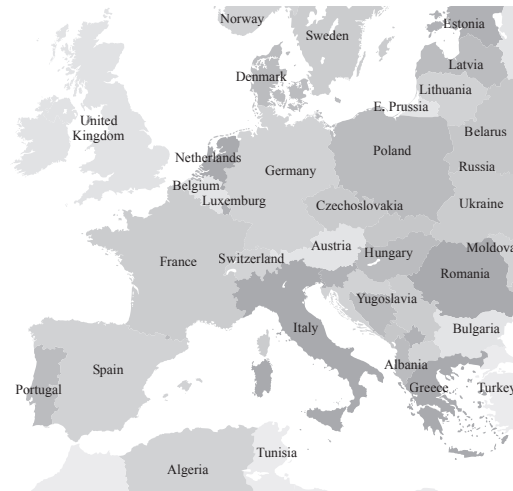 Norway
Sweden
Estonia
Latvia
Denmark
Lithuania
E. Prussia
United
Kingdom
Belarus
Netherlands
Poland
Germany
Russia
Belgium
Luxemburg
Czechoslovakia
Ukraine
Austria
Moldova
France
Switzerland
Hungary
Romania
Yugoslavia
Italy
Bulgaria
Albania
Spain
Portugal
Greece
Turkey
Tunisia
Algeria